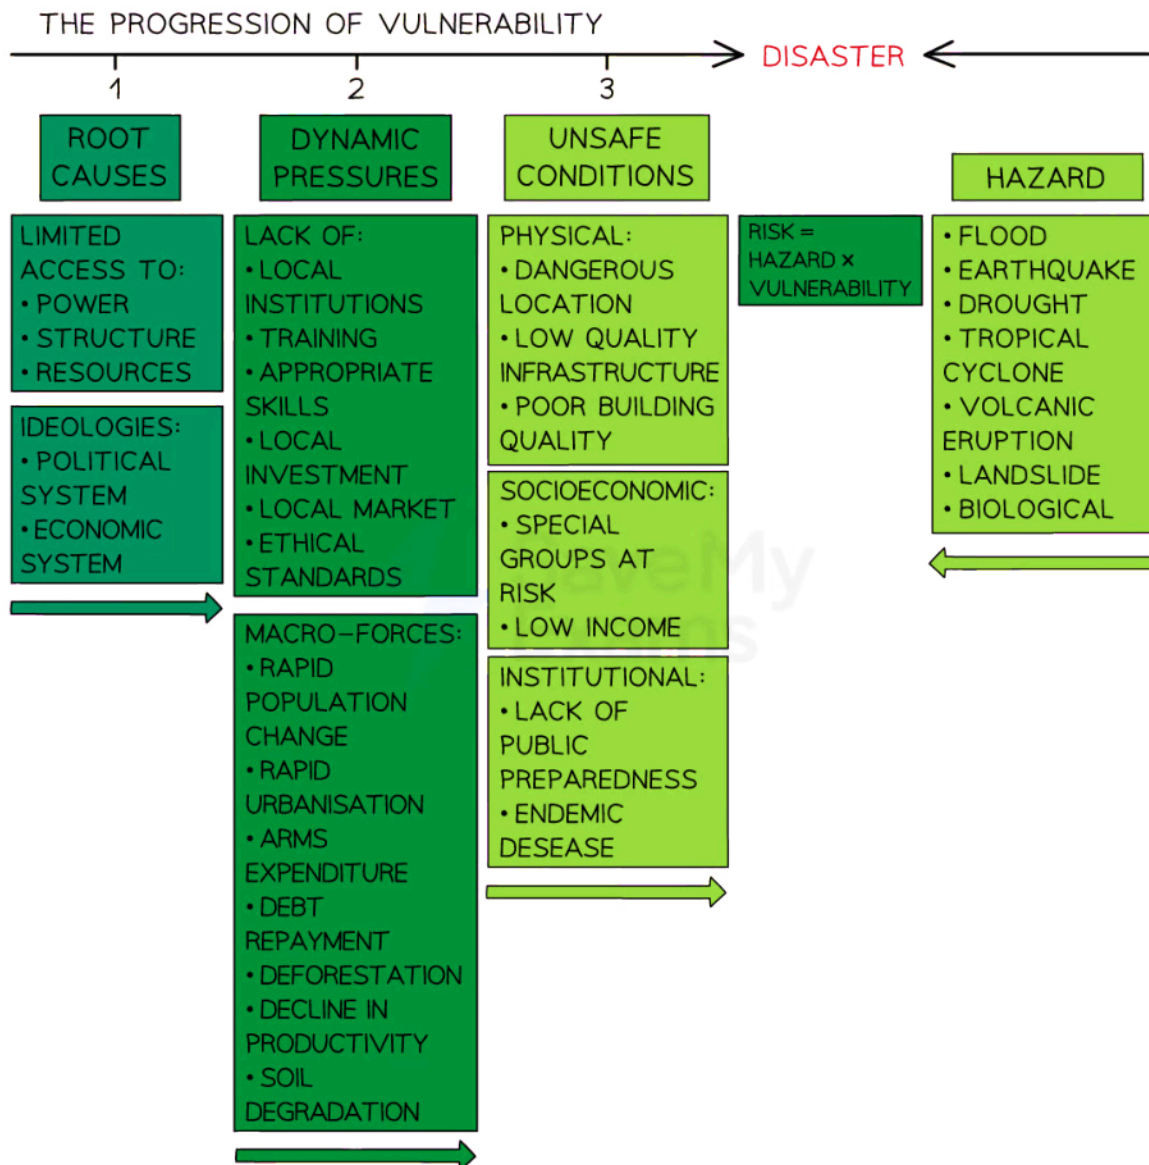 THE PROGRESSION OF VULNERABILITY
DISASTER
1
2
3
ROOT
CAUSES
LIMITED
ACCESS TO:
• POWER
• STRUCTURE
• RESOURCES
IDEOLOGIES:
• POLITICAL
SYSTEM
• ECONOMIC
SYSTEM
DYNAMIC
PRESSURES
LACK OF:
• LOCAL
INSTITUTIONS
• TRAINING
• APPROPRIATE
SKILLS
• LOCAL
INVESTMENT
• LOCAL MARKET
• ETHICAL
STANDARDS
MACRO-FORCES:
• RAPID
POPULATION
CHANGE
• RAPID
URBANISATION
• ARMS
EXPENDITURE
• DEBT
REPAYMENT
• DEFORESTATION
• DECLINE IN
PRODUCTIVITY
• SOIL
DEGRADATION
UNSAFE
CONDITIONS
PHYSICAL:
• DANGEROUS
LOCATION
• LOW QUALITY
INFRASTRUCTURE
• POOR BUILDING
QUALITY
SOCIOECONOMIC:
• SPECIAL
GROUPS AT
RISK
• LOW INCOME
INSTITUTIONAL:
• LACK OF
PUBLIC
PREPAREDNESS
• ENDEMIC
DESEASE
RISK =
HAZARD ×
VULNERABILITY
HAZARD
• FLOOD
• EARTHQUAKE
• DROUGHT
• TROPICAL
CYCLONE
• VOLCANIC
ERUPTION
• LANDSLIDE
• BIOLOGICAL
SaveMy
Exams